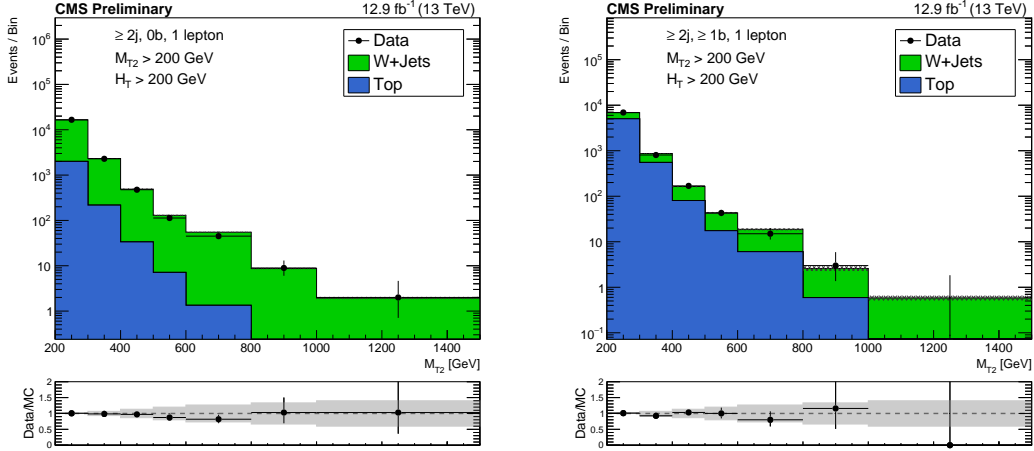 CMS Preliminary 12.9 fb⁻¹ (13 TeV)
Events / Bin
10⁶
10⁵
10⁴
10³
10²
10
1
≥ 2j, 0b, 1 lepton
M_T2 > 200 GeV
H_T > 200 GeV
Data
W+Jets
Top
200 400 600 800 1000 1200 1400
M_T2 [GeV]
Data/MC
2
1.5
1
0.5
0
CMS Preliminary 12.9 fb⁻¹ (13 TeV)
Events / Bin
10⁵
10⁴
10³
10²
10
1
10⁻¹
≥ 2j, ≥ 1b, 1 lepton
M_T2 > 200 GeV
H_T > 200 GeV
Data
W+Jets
Top
200 400 600 800 1000 1200 1400
M_T2 [GeV]
Data/MC
2
1.5
1
0.5
0